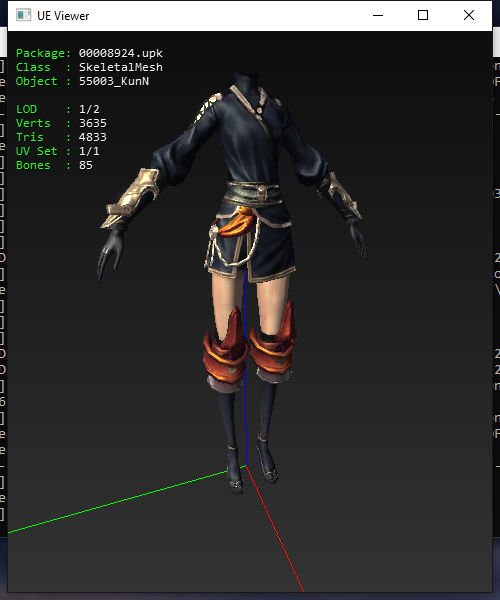 UE Viewer
Package: 00008924.upk
Class : SkeletalMesh
Object : 55003_KunN
LOD : 1/2
Verts : 3635
Tris : 4833
UV Set : 1/1
Bones : 85